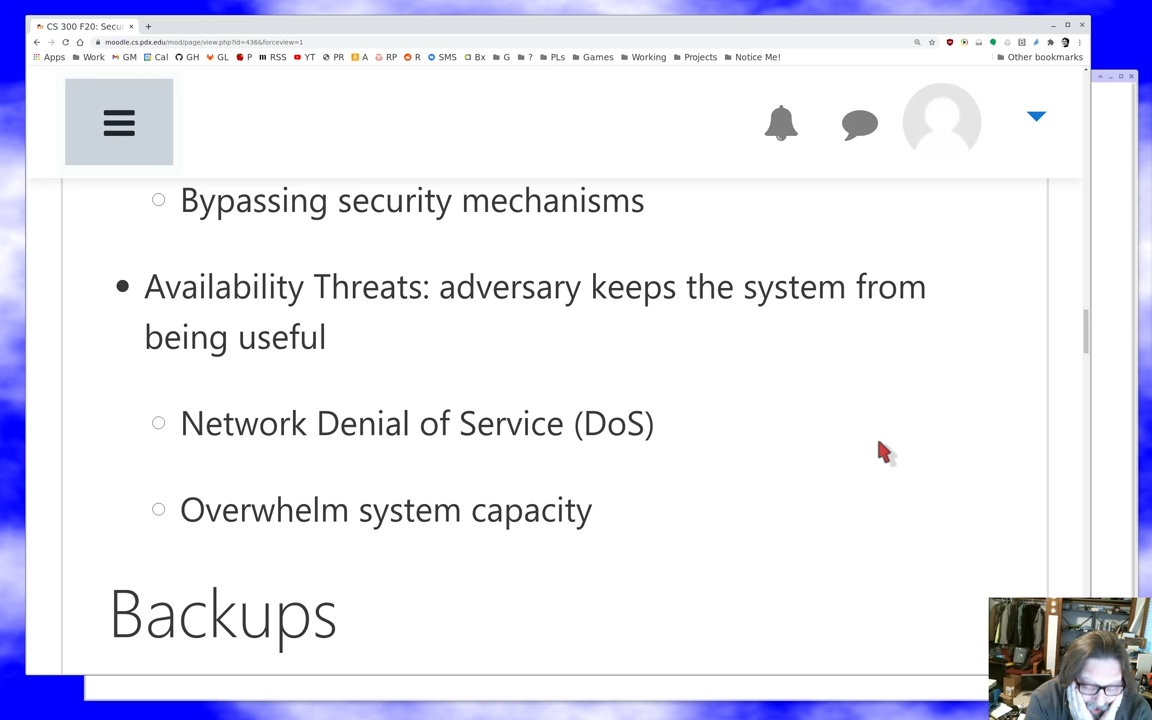 CS 300 F20: Secur
moodle.cs.pdx.edu/mod/page/view.php?id=436&forceview=1
Apps Work GM Cal GH GL P RSS YT PR A RP R SMS Bx G ? PLs Games Working Projects Notice Me! Other bookmarks
Bypassing security mechanisms
Availability Threats: adversary keeps the system from
being useful
Network Denial of Service (DoS)
Overwhelm system capacity
Backups